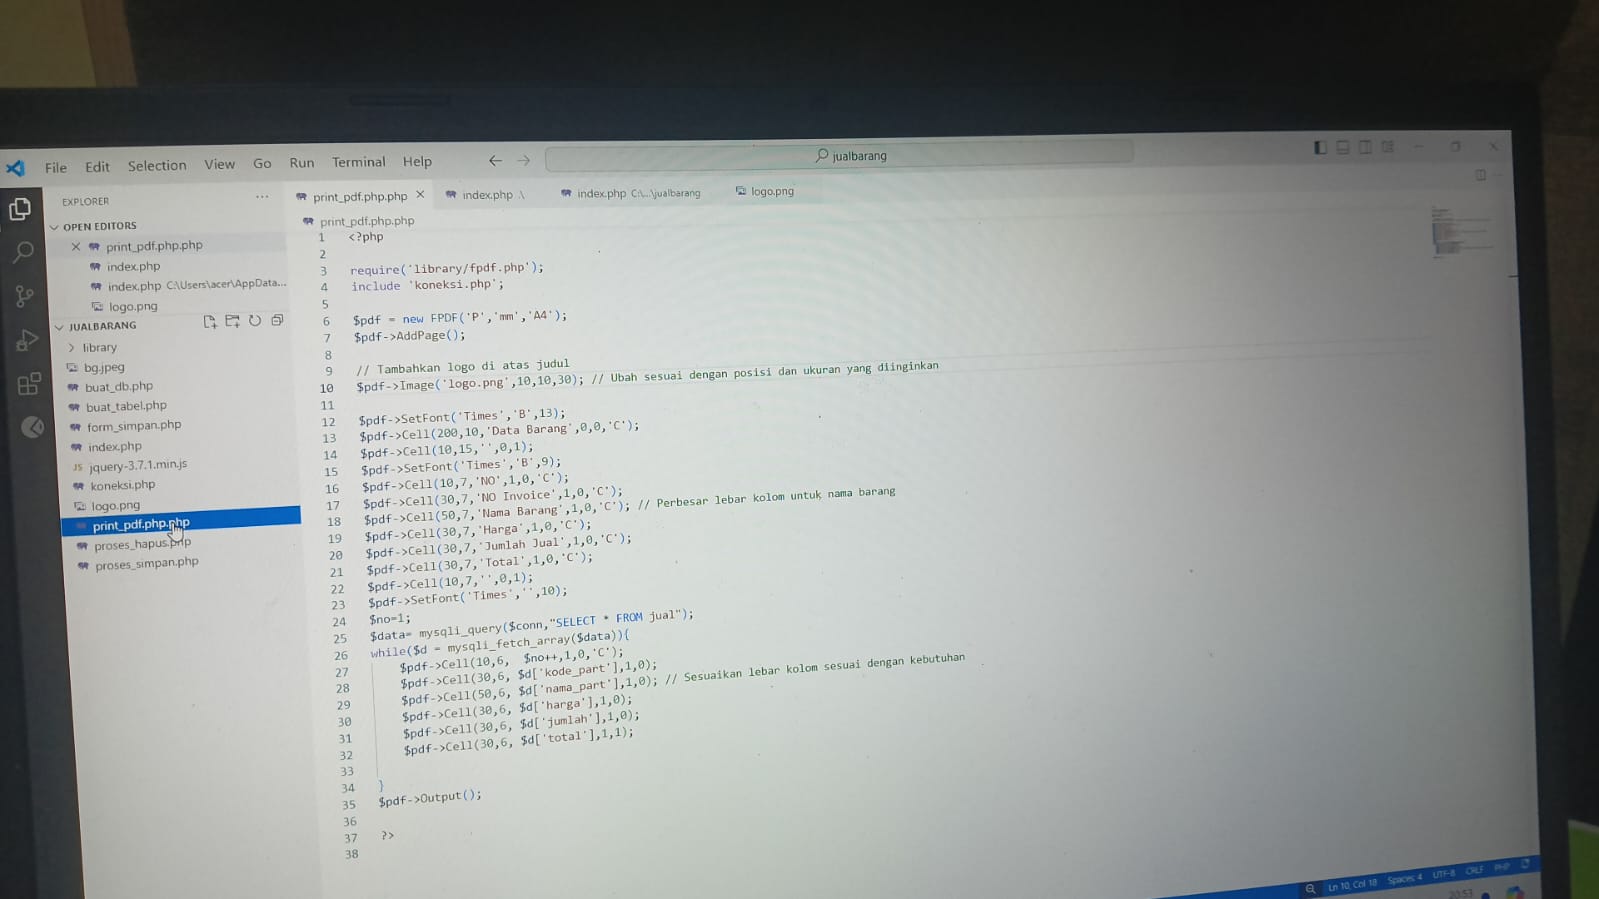 File Edit Selection View Go Run Terminal Help
jualbarang
EXPLORER
print_pdf.php.php
index.php .\
index.php C:\...\jualbarang
logo.png
OPEN EDITORS
print_pdf.php.php
index.php
index.php C:\Users\acer\AppData...
logo.png
JUALBARANG
library
bg.jpeg
buat_db.php
buat_tabel.php
form_simpan.php
index.php
JS jquery-3.7.1.min.js
koneksi.php
logo.png
print_pdf.php.php
proses_hapus.php
proses_simpan.php
print_pdf.php.php
1 <?php
2
3 require('library/fpdf.php');
4 include 'koneksi.php';
5
6 $pdf = new FPDF('P','mm','A4');
7 $pdf->AddPage();
8
9 // Tambahkan logo di atas judul
10 $pdf->Image('logo.png',10,10,30); // Ubah sesuai dengan posisi dan ukuran yang diinginkan
11
12 $pdf->SetFont('Times','B',13);
13 $pdf->Cell(200,10,'Data Barang',0,0,'C');
14 $pdf->Cell(10,15,'',0,1);
15 $pdf->SetFont('Times','B',9);
16 $pdf->Cell(10,7,'NO',1,0,'C');
17 $pdf->Cell(30,7,'NO Invoice',1,0,'C');
18 $pdf->Cell(50,7,'Nama Barang',1,0,'C'); // Perbesar lebar kolom untuk nama barang
19 $pdf->Cell(30,7,'Harga',1,0,'C');
20 $pdf->Cell(30,7,'Jumlah Jual',1,0,'C');
21 $pdf->Cell(30,7,'Total',1,0,'C');
22 $pdf->Cell(10,7,'',0,1);
23 $pdf->SetFont('Times','',10);
24 $no=1;
25 $data= mysqli_query($conn,"SELECT * FROM jual");
26 while($d = mysqli_fetch_array($data)){
27 $pdf->Cell(10,6, $no++,1,0,'C');
28 $pdf->Cell(30,6, $d['kode_part'],1,0);
29 $pdf->Cell(50,6, $d['nama_part'],1,0); // Sesuaikan lebar kolom sesuai dengan kebutuhan
30 $pdf->Cell(30,6, $d['harga'],1,0);
31 $pdf->Cell(30,6, $d['jumlah'],1,0);
32 $pdf->Cell(30,6, $d['total'],1,1);
33
34 }
35 $pdf->Output();
36
37 ?>
38
Ln 10, Col 18 Spaces: 4 UTF-8 CRLF PHP
20:53